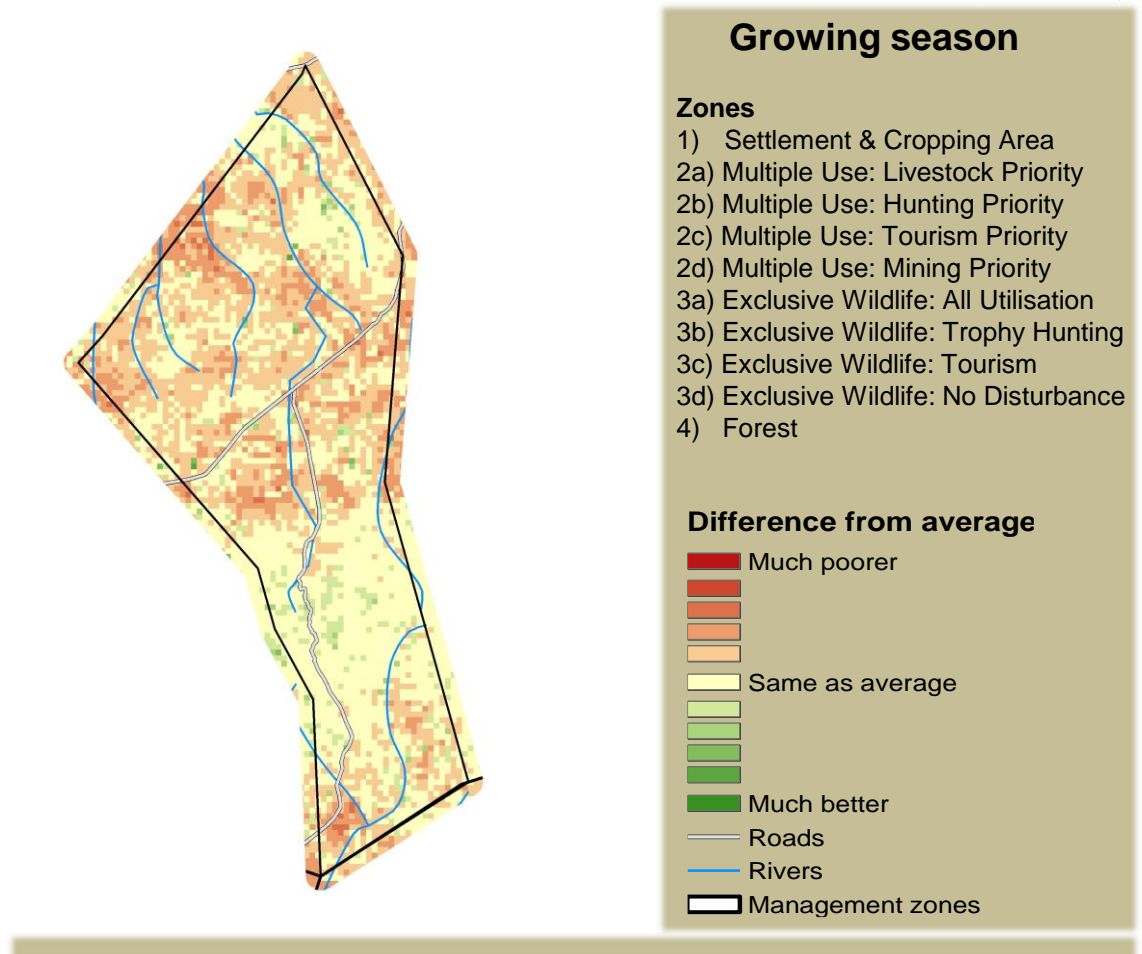 Growing season
Zones
1) Settlement & Cropping Area
2a) Multiple Use: Livestock Priority
2b) Multiple Use: Hunting Priority
2c) Multiple Use: Tourism Priority
2d) Multiple Use: Mining Priority
3a) Exclusive Wildlife: All Utilisation
3b) Exclusive Wildlife: Trophy Hunting
3c) Exclusive Wildlife: Tourism
3d) Exclusive Wildlife: No Disturbance
4) Forest
Difference from average
Much poorer
Same as average
Much better
Roads
Rivers
Management zones